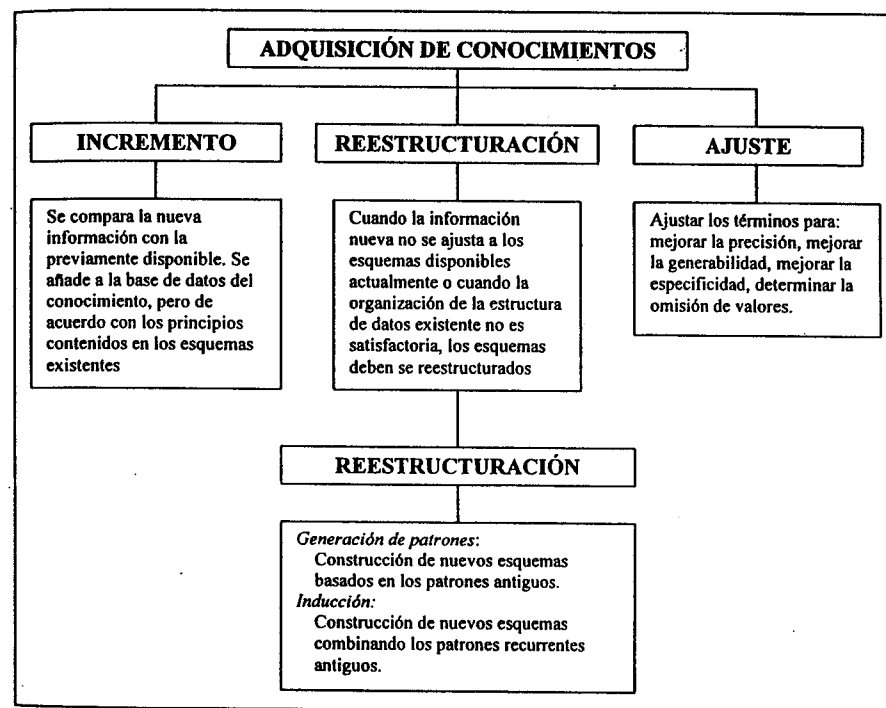 ADQUISICIÓN DE CONOCIMIENTOS
INCREMENTO
Se compara la nueva
información con la
previamente disponible. Se
añade a la base de datos del
conocimiento, pero de
acuerdo con los principios
contenidos en los esquemas
existentes
REESTRUCTURACIÓN
Cuando la información
nueva no se ajusta a los
esquemas disponibles
actualmente o cuando la
organización de la estructura
de datos existente no es
satisfactoria, los esquemas
deben se reestructurados
AJUSTE
Ajustar los términos para:
mejorar la precisión, mejorar
la generabilidad, mejorar la
especificidad, determinar la
omisión de valores.
REESTRUCTURACIÓN
Generación de patrones:
Construcción de nuevos esquemas
basados en los patrones antiguos.
Inducción:
Construcción de nuevos esquemas
combinando los patrones recurrentes
antiguos.